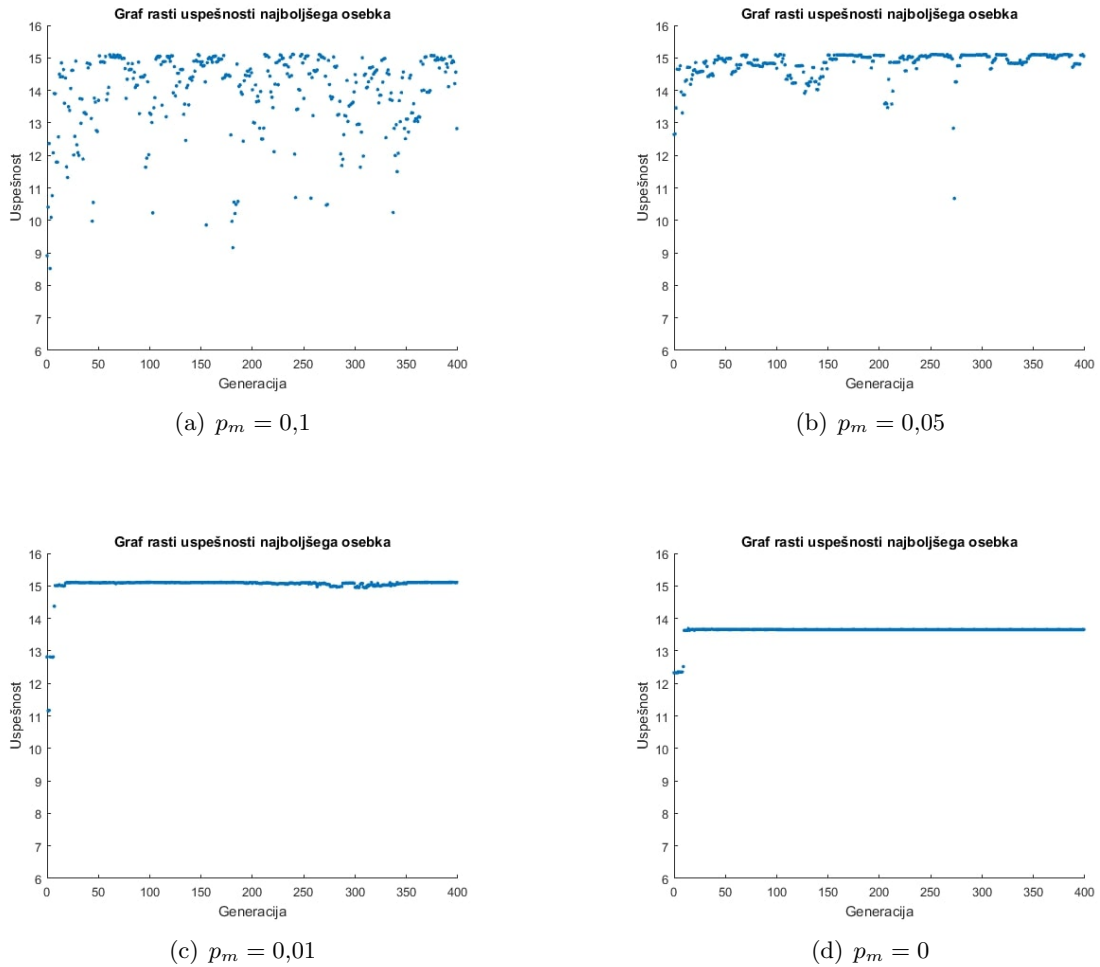 Graf rasti uspešnosti najboljšega osebka
16
15
14
13
12
11
10
9
8
7
6
Uspešnost
0 50 100 150 200 250 300 350 400
Generacija
(a) p_m = 0,1
Graf rasti uspešnosti najboljšega osebka
16
15
14
13
12
11
10
9
8
7
6
Uspešnost
0 50 100 150 200 250 300 350 400
Generacija
(b) p_m = 0,05
Graf rasti uspešnosti najboljšega osebka
16
15
14
13
12
11
10
9
8
7
6
Uspešnost
0 50 100 150 200 250 300 350 400
Generacija
(c) p_m = 0,01
Graf rasti uspešnosti najboljšega osebka
16
15
14
13
12
11
10
9
8
7
6
Uspešnost
0 50 100 150 200 250 300 350 400
Generacija
(d) p_m = 0